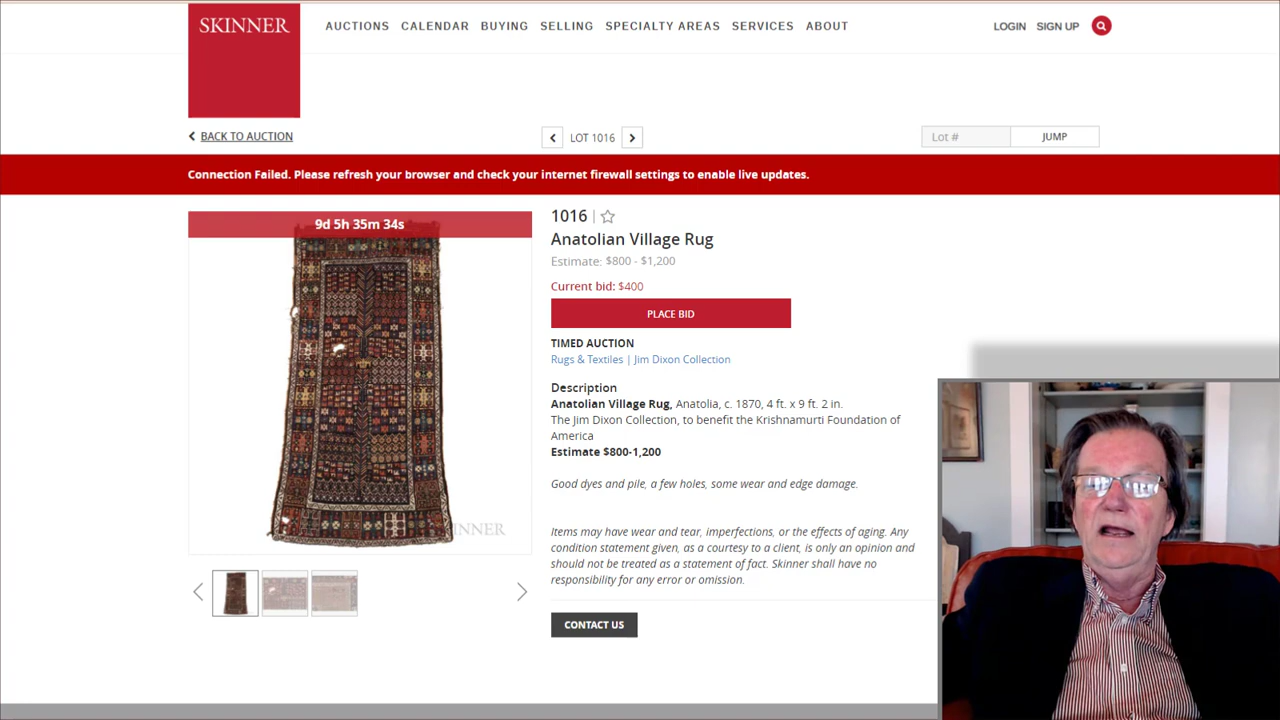 SKINNER
AUCTIONS CALENDAR BUYING SELLING SPECIALTY AREAS SERVICES ABOUT
LOGIN SIGN UP
BACK TO AUCTION
LOT 1016
Lot #
JUMP
Connection Failed. Please refresh your browser and check your internet firewall settings to enable live updates.
9d 5h 35m 34s
1016
Anatolian Village Rug
Estimate: $800 - $1,200
Current bid: $400
PLACE BID
TIMED AUCTION
Rugs & Textiles | Jim Dixon Collection
Description
Anatolian Village Rug, Anatolia, c. 1870, 4 ft. x 9 ft. 2 in.
The Jim Dixon Collection, to benefit the Krishnamurti Foundation of
America
Estimate $800-1,200
Good dyes and pile, a few holes, some wear and edge damage.
Items may have wear and tear, imperfections, or the effects of aging. Any
condition statement given, as a courtesy to a client, is only an opinion and
should not be treated as a statement of fact. Skinner shall have no
responsibility for any error or omission.
CONTACT US